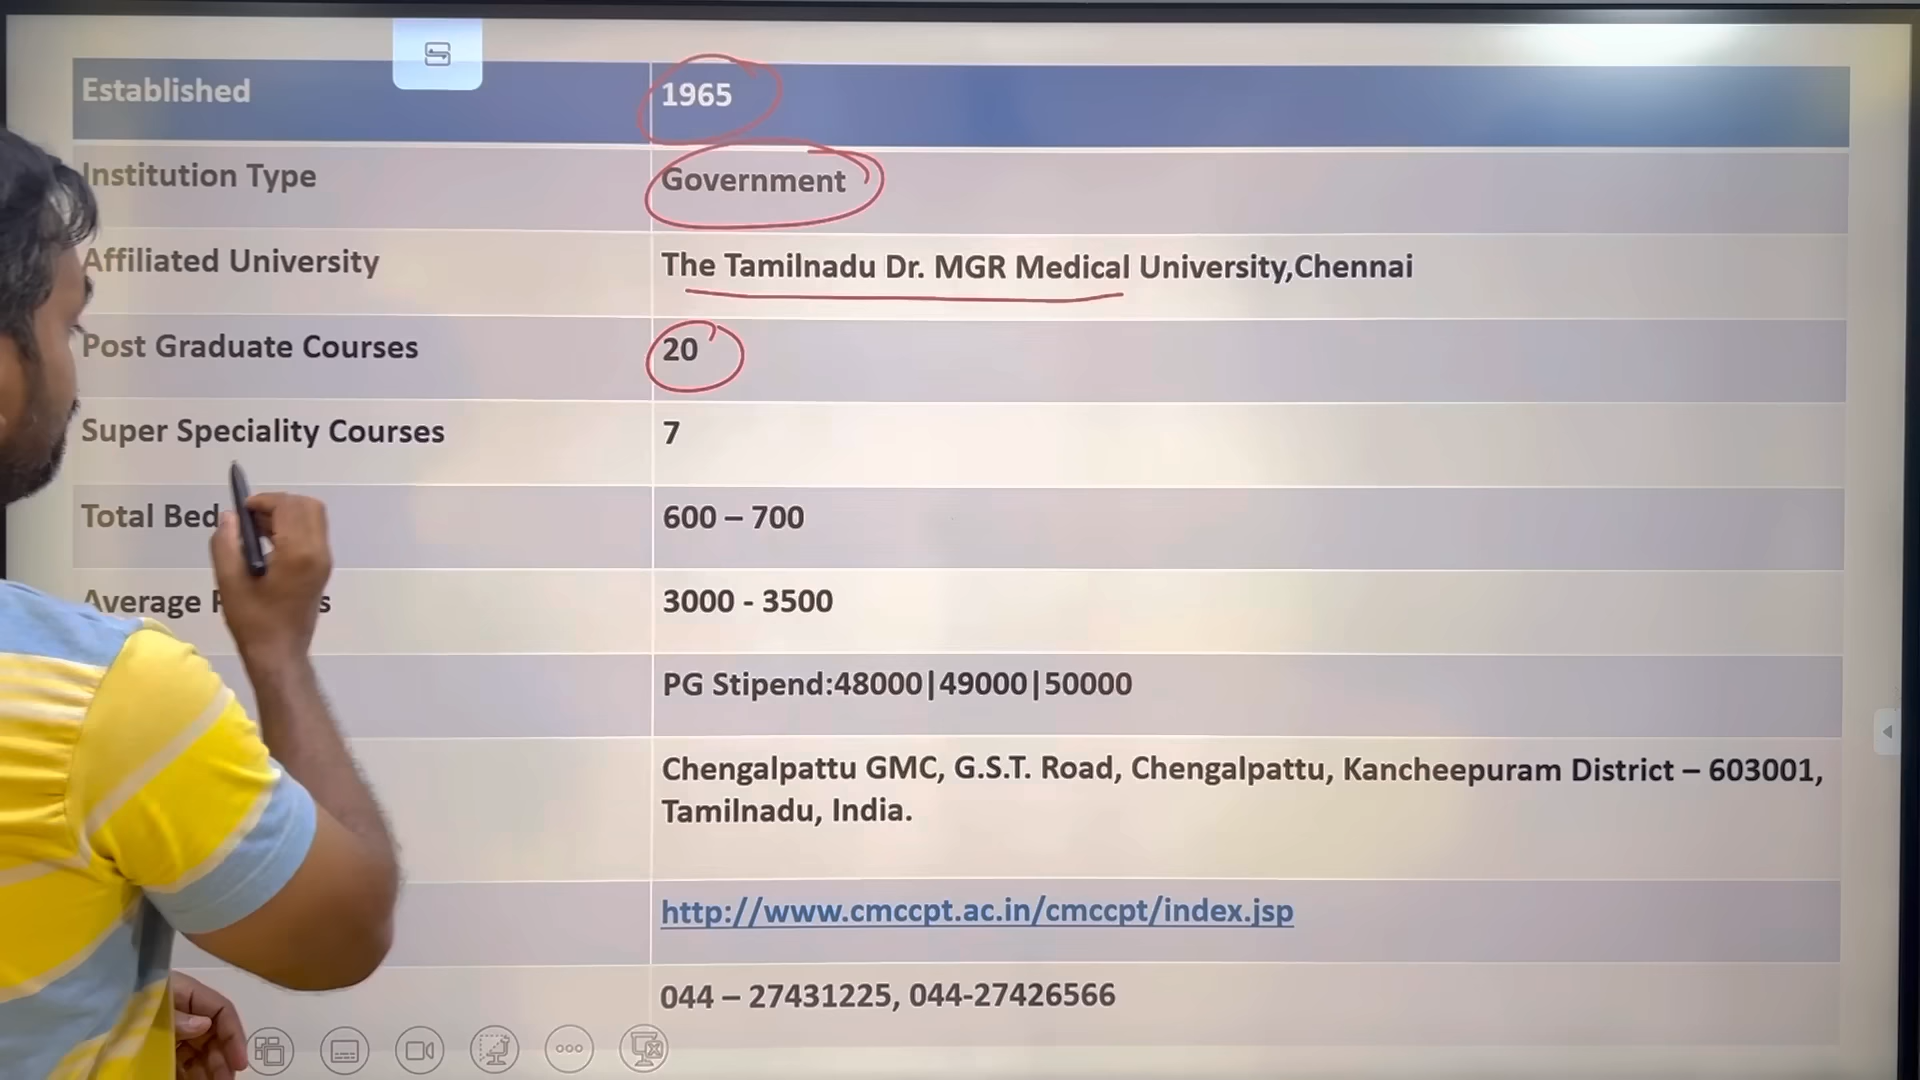 Established 1965
Institution Type Government
Affiliated University The Tamilnadu Dr. MGR Medical University,Chennai
Post Graduate Courses 20
Super Speciality Courses 7
Total 600 – 700
Average 3000 - 3500
PG Stipend:48000|49000|50000
Chengalpattu GMC, G.S.T. Road, Chengalpattu, Kancheepuram District – 603001,
Tamilnadu, India.
http://www.cmccpt.ac.in/cmccpt/index.jsp
044 – 27431225, 044-27426566